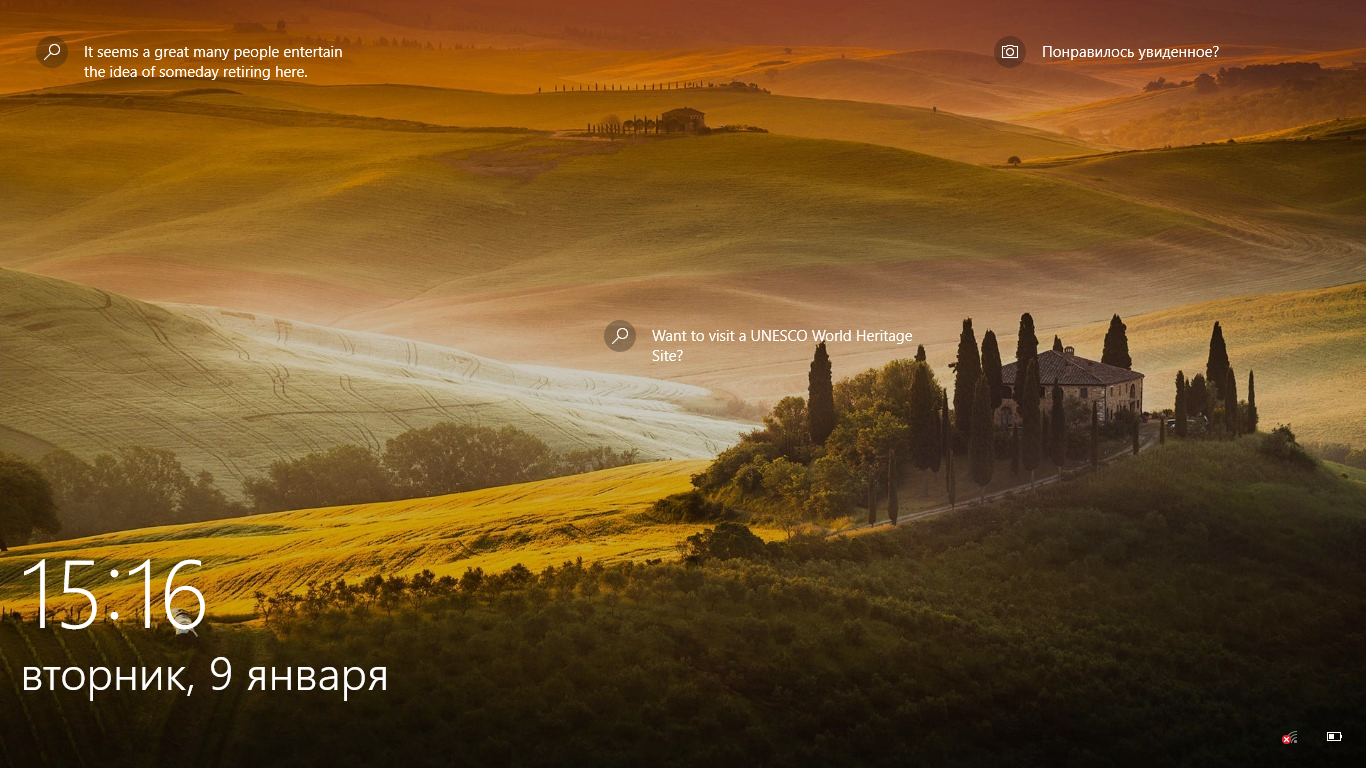 It seems a great many people entertain
the idea of someday retiring here.
Понравилось увиденное?
Want to visit a UNESCO World Heritage
Site?
15:16
вторник, 9 января